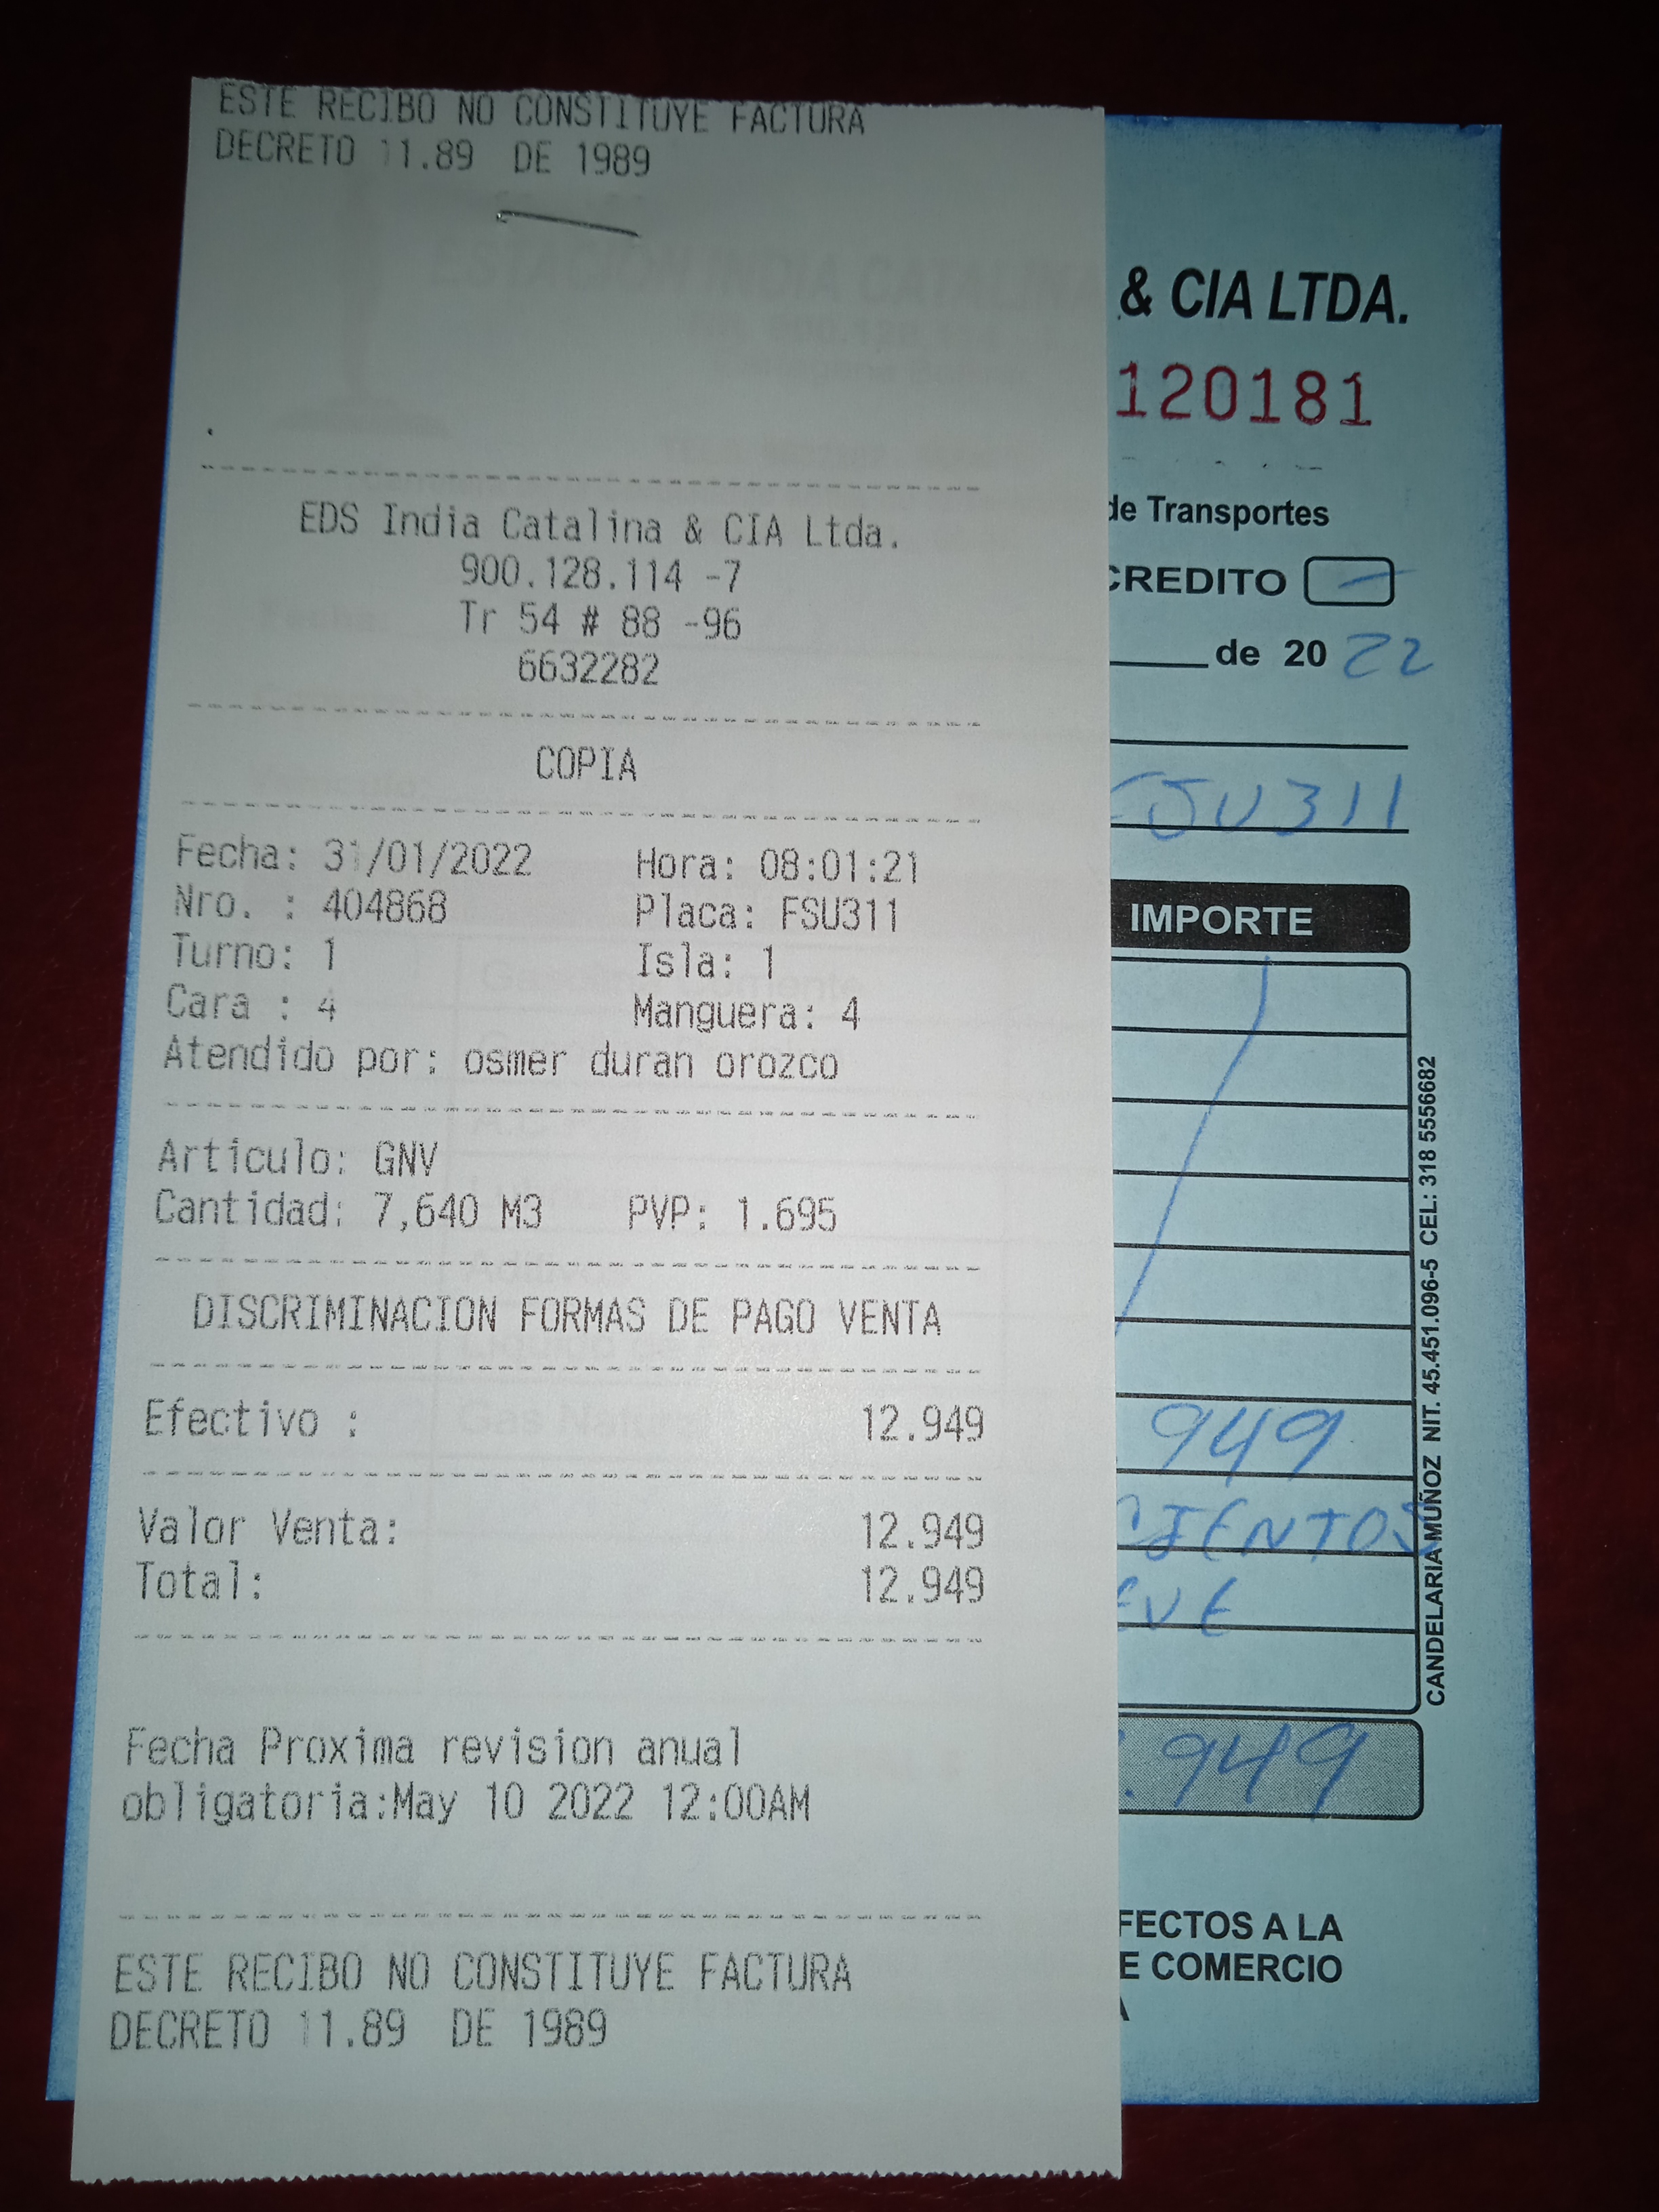 ESTE RECIBO NO CONSTITUYE FACTURA
DECRETO 11.89 DE 1989
EDS India Catalina & CIA Ltda.
900.128.114 -7
Tr 54 # 88 -96
6632282
COPIA
Fecha: 31/01/2022 Hora: 08:01:21
Nro. : 404868 Placa: FSU311
Turno: 1 Isla: 1
Cara : 4 Manguera: 4
Atendido por: osmer duran orozco
Articulo: GNV
Cantidad: 7,640 M3 PVP: 1.695
DISCRIMINACION FORMAS DE PAGO VENTA
Efectivo : 12.949
Valor Venta: 12.949
Total: 12.949
Fecha Proxima revision anual
obligatoria:May 10 2022 12:00AM
ESTE RECIBO NO CONSTITUYE FACTURA
DECRETO 11.89 DE 1989
& CIA LTDA.
120181
de Transportes
CREDITO
de 20 22
SU311
IMPORTE
949
CIENTOS
EVE
.949
FECTOS A LA
E COMERCIO
CANDELARIA MUÑOZ NIT. 45.451.096-5 CEL: 318 5556682